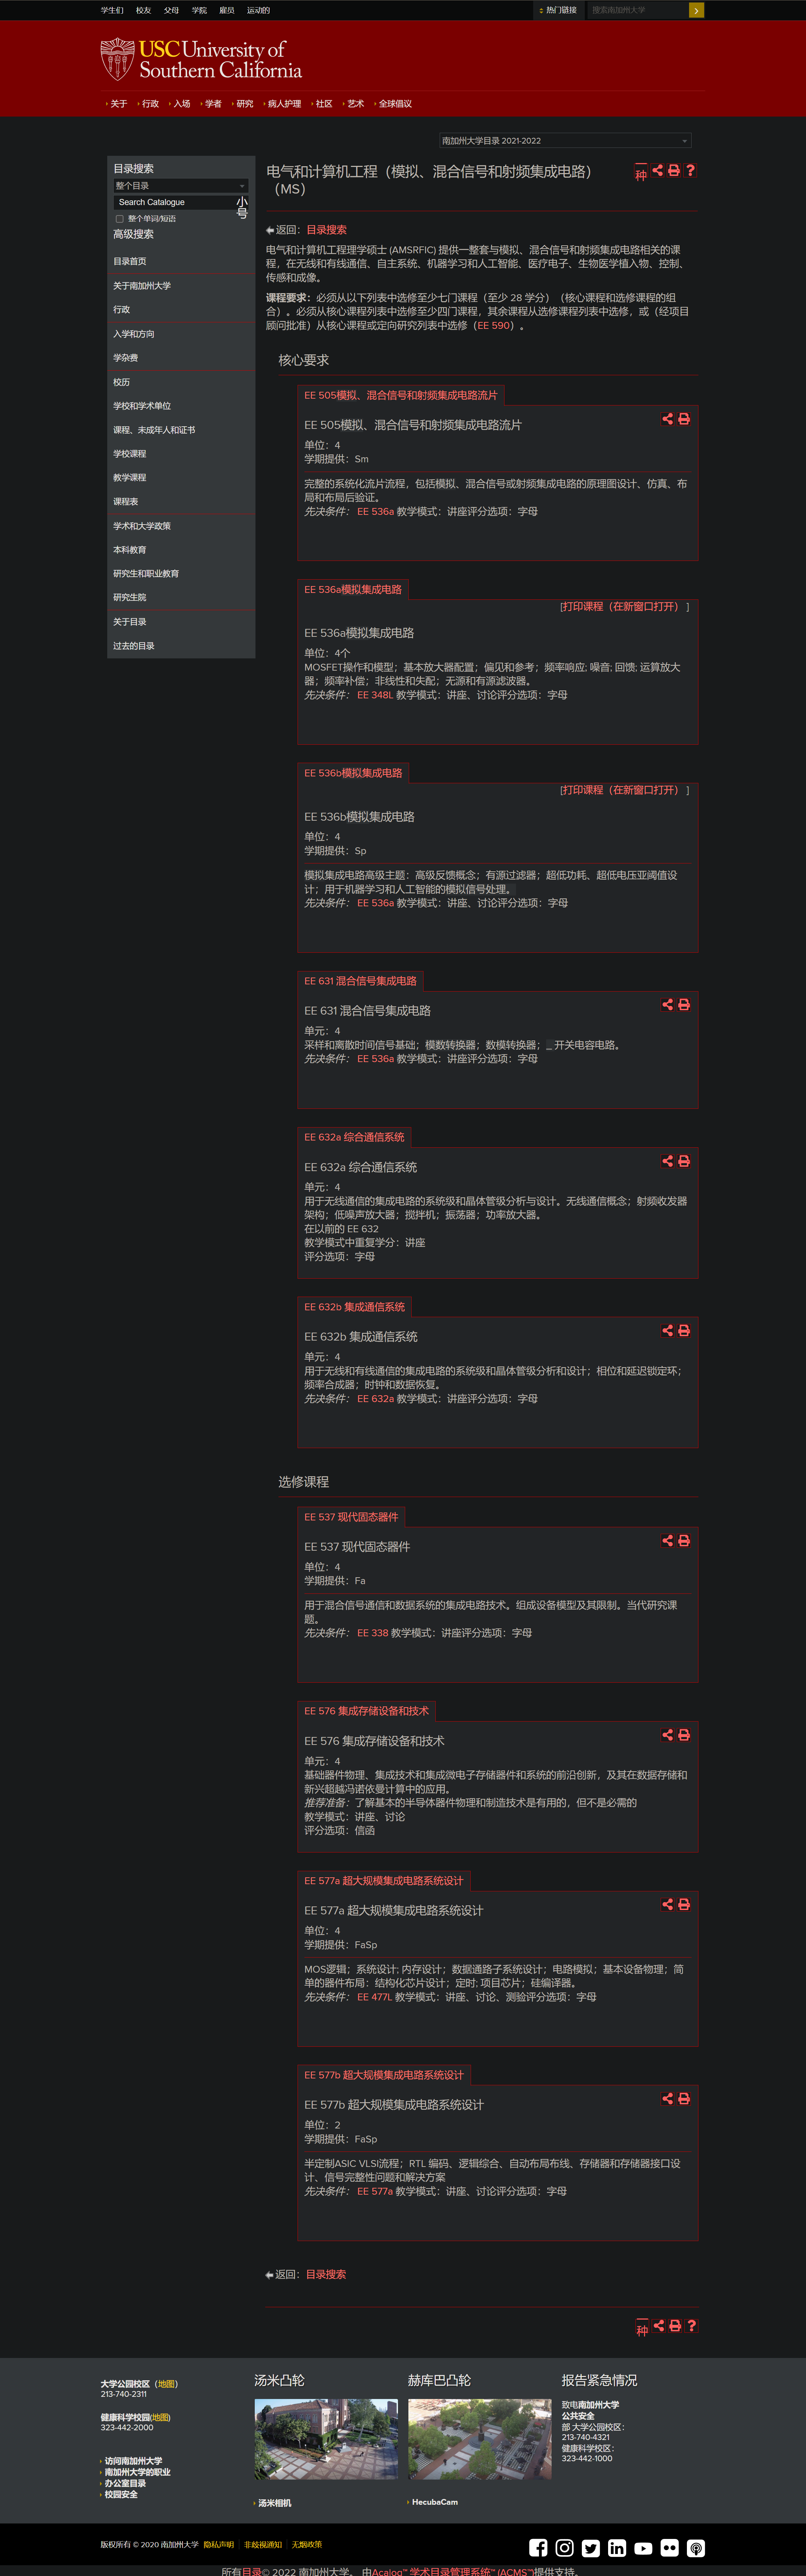 学生们 校友 父母 学院 雇员 运动的 热门链接 搜索南加州大学
USC University of
Southern California
关于 行政 入场 学者 研究 病人护理 社区 艺术 全球倡议
南加州大学目录 2021-2022
目录搜索
整个目录
Search Catalogue 小号
整个单词/短语
高级搜索
目录首页
关于南加州大学
行政
入学和方向
学杂费
校历
学校和学术单位
课程、未成年人和证书
学校课程
教学课程
课程表
学术和大学政策
本科教育
研究生和职业教育
研究生院
关于目录
过去的目录
电气和计算机工程（模拟、混合信号和射频集成电路）
（MS）
一种
返回：目录搜索
电气和计算机工程理学硕士 (AMSRFIC) 提供一整套与模拟、混合信号和射频集成电路相关的课
程，在无线和有线通信、自主系统、机器学习和人工智能、医疗电子、生物医学植入物、控制、
传感和成像。
课程要求：必须从以下列表中选修至少七门课程（至少 28 学分）（核心课程和选修课程的组
合）。必须从核心课程列表中选修至少四门课程，其余课程从选修课程列表中选修，或（经项目
顾问批准）从核心课程或定向研究列表中选修（EE 590）。
核心要求
EE 505模拟、混合信号和射频集成电路流片
EE 505模拟、混合信号和射频集成电路流片
单位：4
学期提供：Sm
完整的系统化流片流程，包括模拟、混合信号或射频集成电路的原理图设计、仿真、布
局和布局后验证。
先决条件： EE 536a 教学模式：讲座评分选项：字母
EE 536a模拟集成电路
[打印课程（在新窗口打开） ]
EE 536a模拟集成电路
单位：4个
MOSFET操作和模型；基本放大器配置；偏见和参考；频率响应; 噪音; 回馈; 运算放大
器；频率补偿；非线性和失配；无源和有源滤波器。
先决条件： EE 348L 教学模式：讲座、讨论评分选项：字母
EE 536b模拟集成电路
[打印课程（在新窗口打开） ]
EE 536b模拟集成电路
单位：4
学期提供：Sp
模拟集成电路高级主题：高级反馈概念；有源过滤器；超低功耗、超低电压亚阈值设
计；用于机器学习和人工智能的模拟信号处理。
先决条件： EE 536a 教学模式：讲座、讨论评分选项：字母
EE 631 混合信号集成电路
EE 631 混合信号集成电路
单元：4
采样和离散时间信号基础；模数转换器；数模转换器；_ 开关电容电路。
先决条件： EE 536a 教学模式：讲座评分选项：字母
EE 632a 综合通信系统
EE 632a 综合通信系统
单元：4
用于无线通信的集成电路的系统级和晶体管级分析与设计。无线通信概念；射频收发器
架构；低噪声放大器；搅拌机；振荡器；功率放大器。
在以前的 EE 632
教学模式中重复学分：讲座
评分选项：字母
EE 632b 集成通信系统
EE 632b 集成通信系统
单元：4
用于无线和有线通信的集成电路的系统级和晶体管级分析和设计；相位和延迟锁定环；
频率合成器；时钟和数据恢复。
先决条件： EE 632a 教学模式：讲座评分选项：字母
选修课程
EE 537 现代固态器件
EE 537 现代固态器件
单位：4
学期提供：Fa
用于混合信号通信和数据系统的集成电路技术。组成设备模型及其限制。当代研究课
题。
先决条件： EE 338 教学模式：讲座评分选项：字母
EE 576 集成存储设备和技术
EE 576 集成存储设备和技术
单元：4
基础器件物理、集成技术和集成微电子存储器件和系统的前沿创新，及其在数据存储和
新兴超越冯诺依曼计算中的应用。
推荐准备：了解基本的半导体器件物理和制造技术是有用的，但不是必需的
教学模式：讲座、讨论
评分选项：信函
EE 577a 超大规模集成电路系统设计
EE 577a 超大规模集成电路系统设计
单位：4
学期提供：FaSp
MOS逻辑；系统设计; 内存设计；数据通路子系统设计；电路模拟；基本设备物理；简
单的器件布局：结构化芯片设计；定时; 项目芯片；硅编译器。
先决条件： EE 477L 教学模式：讲座、讨论、测验评分选项：字母
EE 577b 超大规模集成电路系统设计
EE 577b 超大规模集成电路系统设计
单位：2
学期提供：FaSp
半定制ASIC VLSI流程；RTL 编码、逻辑综合、自动布局布线、存储器和存储器接口设
计、信号完整性问题和解决方案
先决条件： EE 577a 教学模式：讲座、讨论评分选项：字母
返回：目录搜索
一种
大学公园校区（地图）
213-740-2311
健康科学校园(地图)
323-442-2000
访问南加州大学
南加州大学的职业
办公室目录
校园安全
汤米凸轮
汤米相机
赫库巴凸轮
HecubaCam
报告紧急情况
致电南加州大学
公共安全
部 大学公园校区：
213-740-4321
健康科学校区：
323-442-1000
版权所有 © 2020 南加州大学 隐私声明 非歧视通知 无烟政策
所有目录© 2022 南加州大学。 由Acalog™ 学术目录管理系统™ (ACMS™)提供支持。